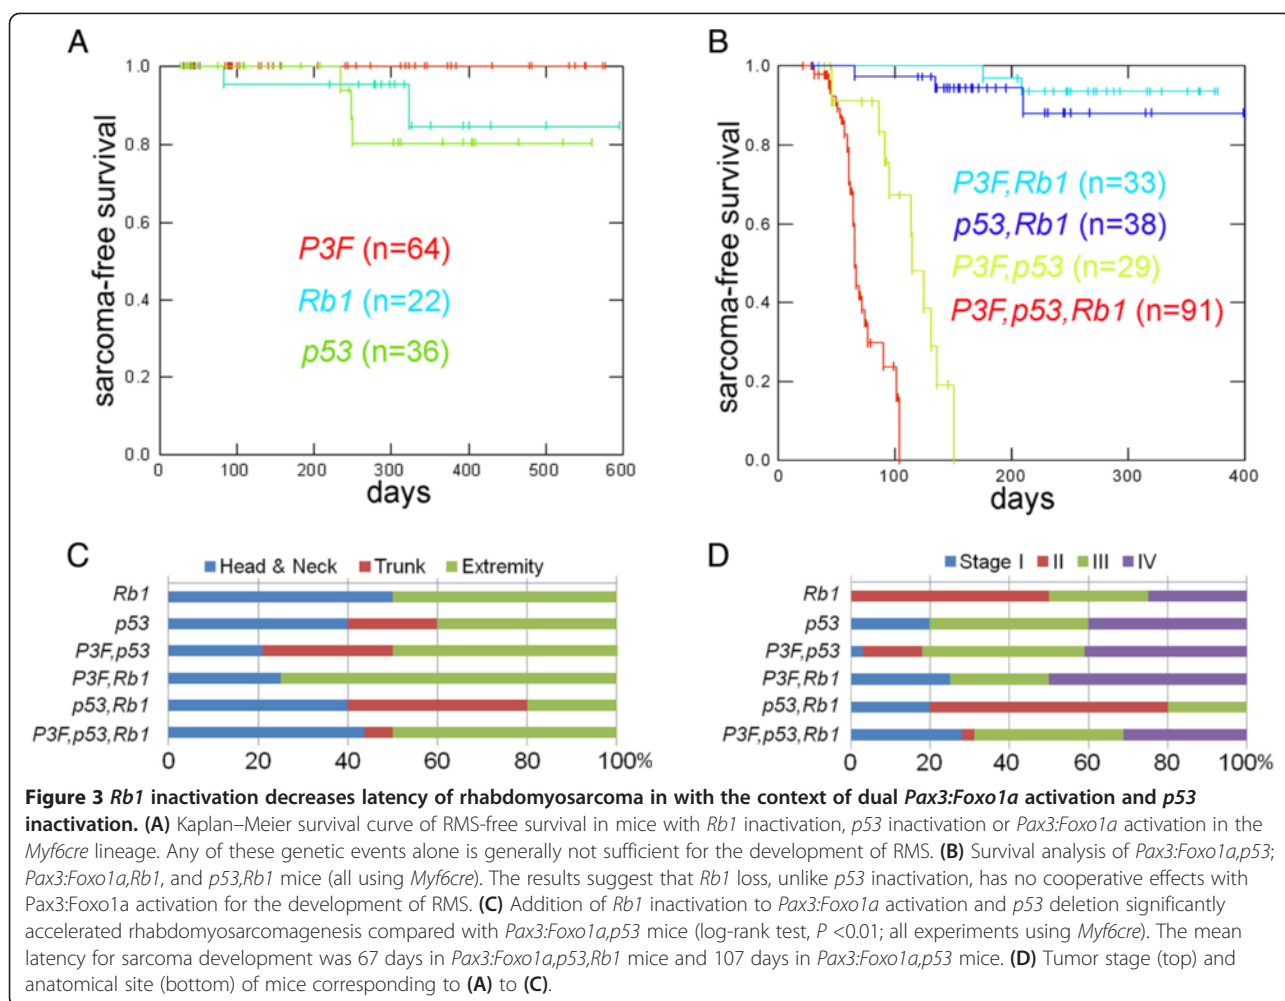 A
sarcoma-free survival
1.0
0.8
0.6
0.4
0.2
0.0
P3F (n=64)
Rb1 (n=22)
p53 (n=36)
0 100 200 300 400 500 600
days
B
sarcoma-free survival
1.0
0.8
0.6
0.4
0.2
0.0
P3F,Rb1 (n=33)
p53,Rb1 (n=38)
P3F,p53 (n=29)
P3F,p53,Rb1 (n=91)
0 100 200 300 400
days
C
Head & Neck Trunk Extremity
Rb1
p53
P3F,p53
P3F,Rb1
p53,Rb1
P3F,p53,Rb1
0 20 40 60 80 100%
D
Stage I II III IV
Rb1
p53
P3F,p53
P3F,Rb1
p53,Rb1
P3F,p53,Rb1
0 20 40 60 80 100%
Figure 3 Rb1 inactivation decreases latency of rhabdomyosarcoma in with the context of dual Pax3:Foxo1a activation and p53
inactivation. (A) Kaplan–Meier survival curve of RMS-free survival in mice with Rb1 inactivation, p53 inactivation or Pax3:Foxo1a activation in the
Myf6cre lineage. Any of these genetic events alone is generally not sufficient for the development of RMS. (B) Survival analysis of Pax3:Foxo1a,p53;
Pax3:Foxo1a,Rb1, and p53,Rb1 mice (all using Myf6cre). The results suggest that Rb1 loss, unlike p53 inactivation, has no cooperative effects with
Pax3:Foxo1a activation for the development of RMS. (C) Addition of Rb1 inactivation to Pax3:Foxo1a activation and p53 deletion significantly
accelerated rhabdomyosarcomagenesis compared with Pax3:Foxo1a,p53 mice (log-rank test, P <0.01; all experiments using Myf6cre). The mean
latency for sarcoma development was 67 days in Pax3:Foxo1a,p53,Rb1 mice and 107 days in Pax3:Foxo1a,p53 mice. (D) Tumor stage (top) and
anatomical site (bottom) of mice corresponding to (A) to (C).